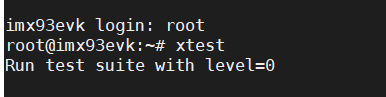 imx93evk login: root
root@imx93evk:~# xtest
Run test suite with level=0